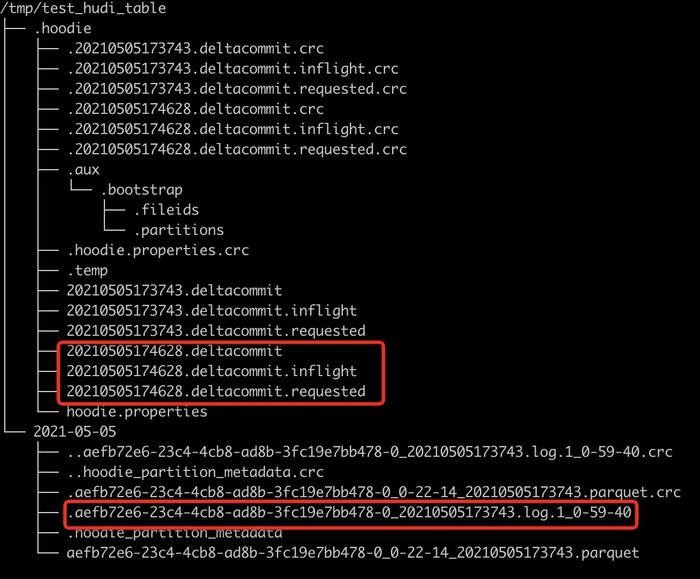 /tmp/test_hudi_table
├── .hoodie
│   ├── .20210505173743.deltacommit.crc
│   ├── .20210505173743.deltacommit.inflight.crc
│   ├── .20210505173743.deltacommit.requested.crc
│   ├── .20210505174628.deltacommit.crc
│   ├── .20210505174628.deltacommit.inflight.crc
│   ├── .20210505174628.deltacommit.requested.crc
│   ├── .aux
│   │   └── .bootstrap
│   │       ├── .fileids
│   │       └── .partitions
│   ├── .hoodie.properties.crc
│   ├── .temp
│   ├── 20210505173743.deltacommit
│   ├── 20210505173743.deltacommit.inflight
│   ├── 20210505173743.deltacommit.requested
│   ├── 20210505174628.deltacommit
│   ├── 20210505174628.deltacommit.inflight
│   ├── 20210505174628.deltacommit.requested
│   └── hoodie.properties
└── 2021-05-05
    ├── ..aefb72e6-23c4-4cb8-ad8b-3fc19e7bb478-0_20210505173743.log.1_0-59-40.crc
    ├── ..hoodie_partition_metadata.crc
    ├── .aefb72e6-23c4-4cb8-ad8b-3fc19e7bb478-0_0-22-14_20210505173743.parquet.crc
    ├── .aefb72e6-23c4-4cb8-ad8b-3fc19e7bb478-0_20210505173743.log.1_0-59-40
    ├── .hoodie_partition_metadata
    └── aefb72e6-23c4-4cb8-ad8b-3fc19e7bb478-0_0-22-14_20210505173743.parquet